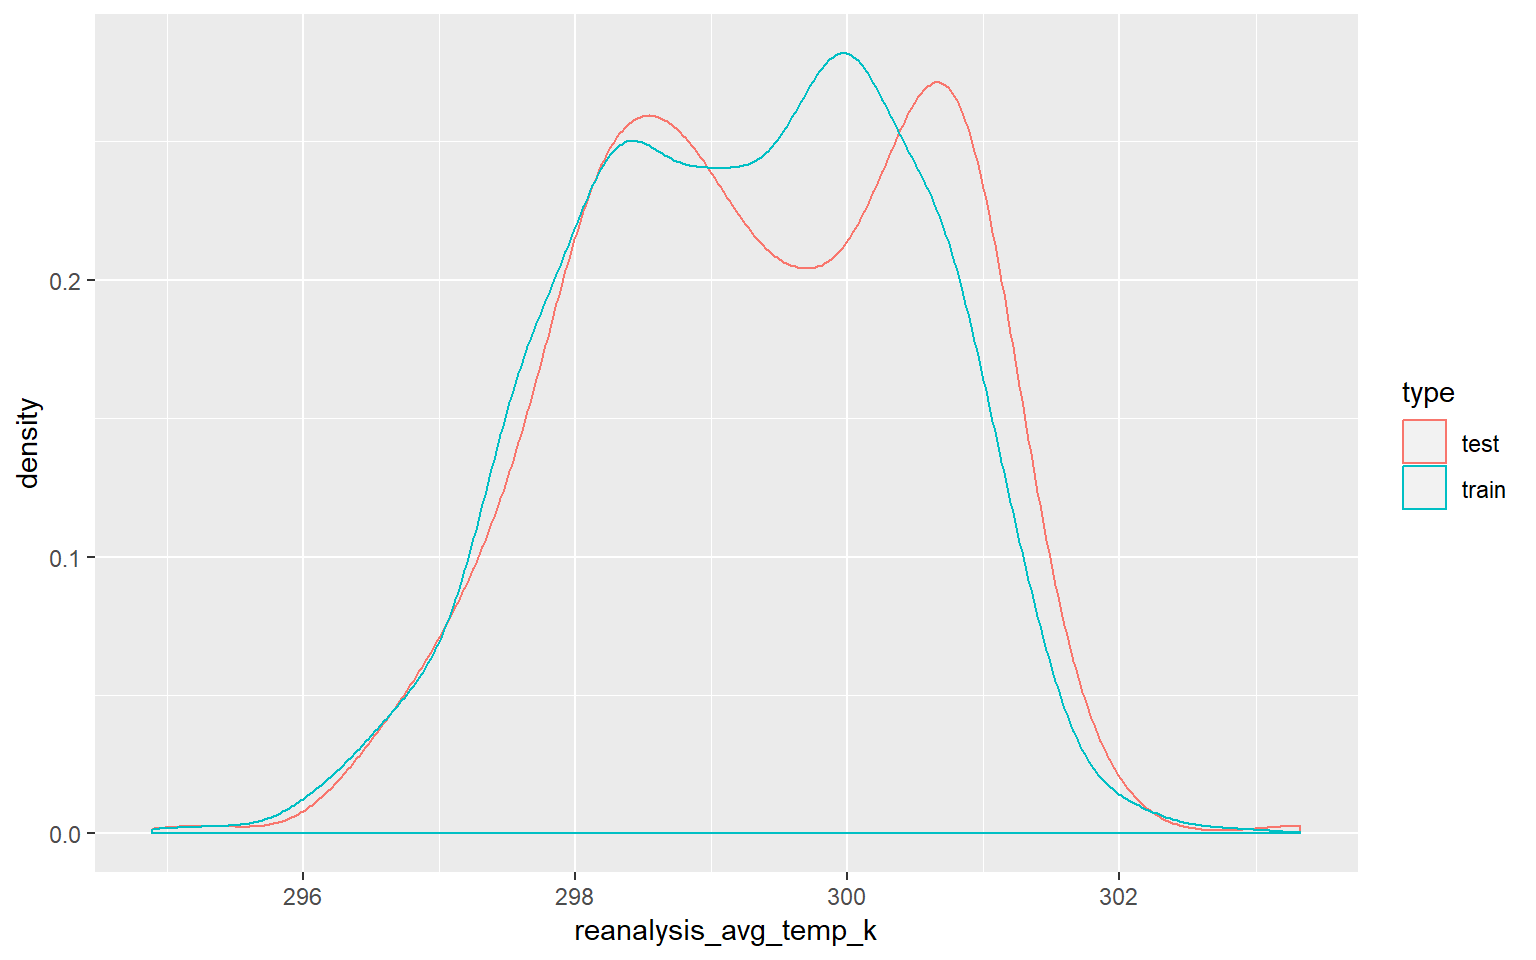 density
0.2
0.1
0.0
296
298
300
302
reanalysis_avg_temp_k
type
test
train